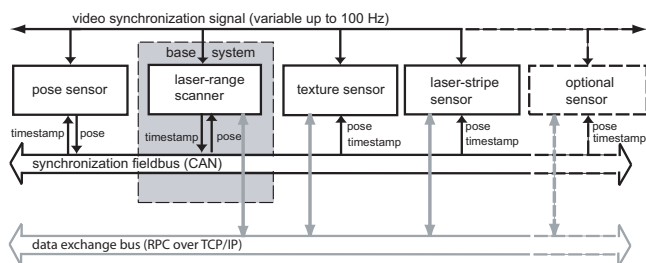 video synchronization signal (variable up to 100 Hz)
base system
pose sensor
laser-range
scanner
texture sensor
laser-stripe
sensor
optional
sensor
timestamp
pose
timestamp
pose
pose
timestamp
pose
timestamp
pose
timestamp
synchronization fieldbus (CAN)
data exchange bus (RPC over TCP/IP)